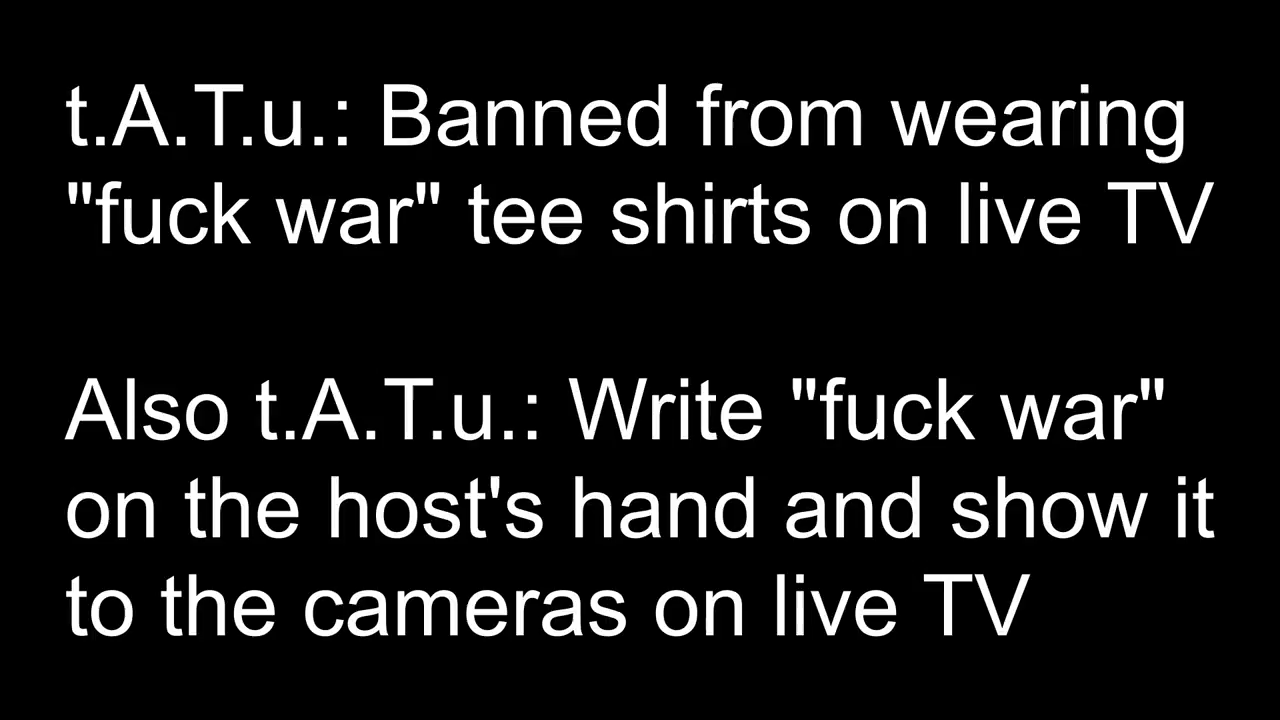 t.A.T.u.: Banned from wearing
"fuck war" tee shirts on live TV
Also t.A.T.u.: Write "fuck war"
on the host's hand and show it
to the cameras on live TV